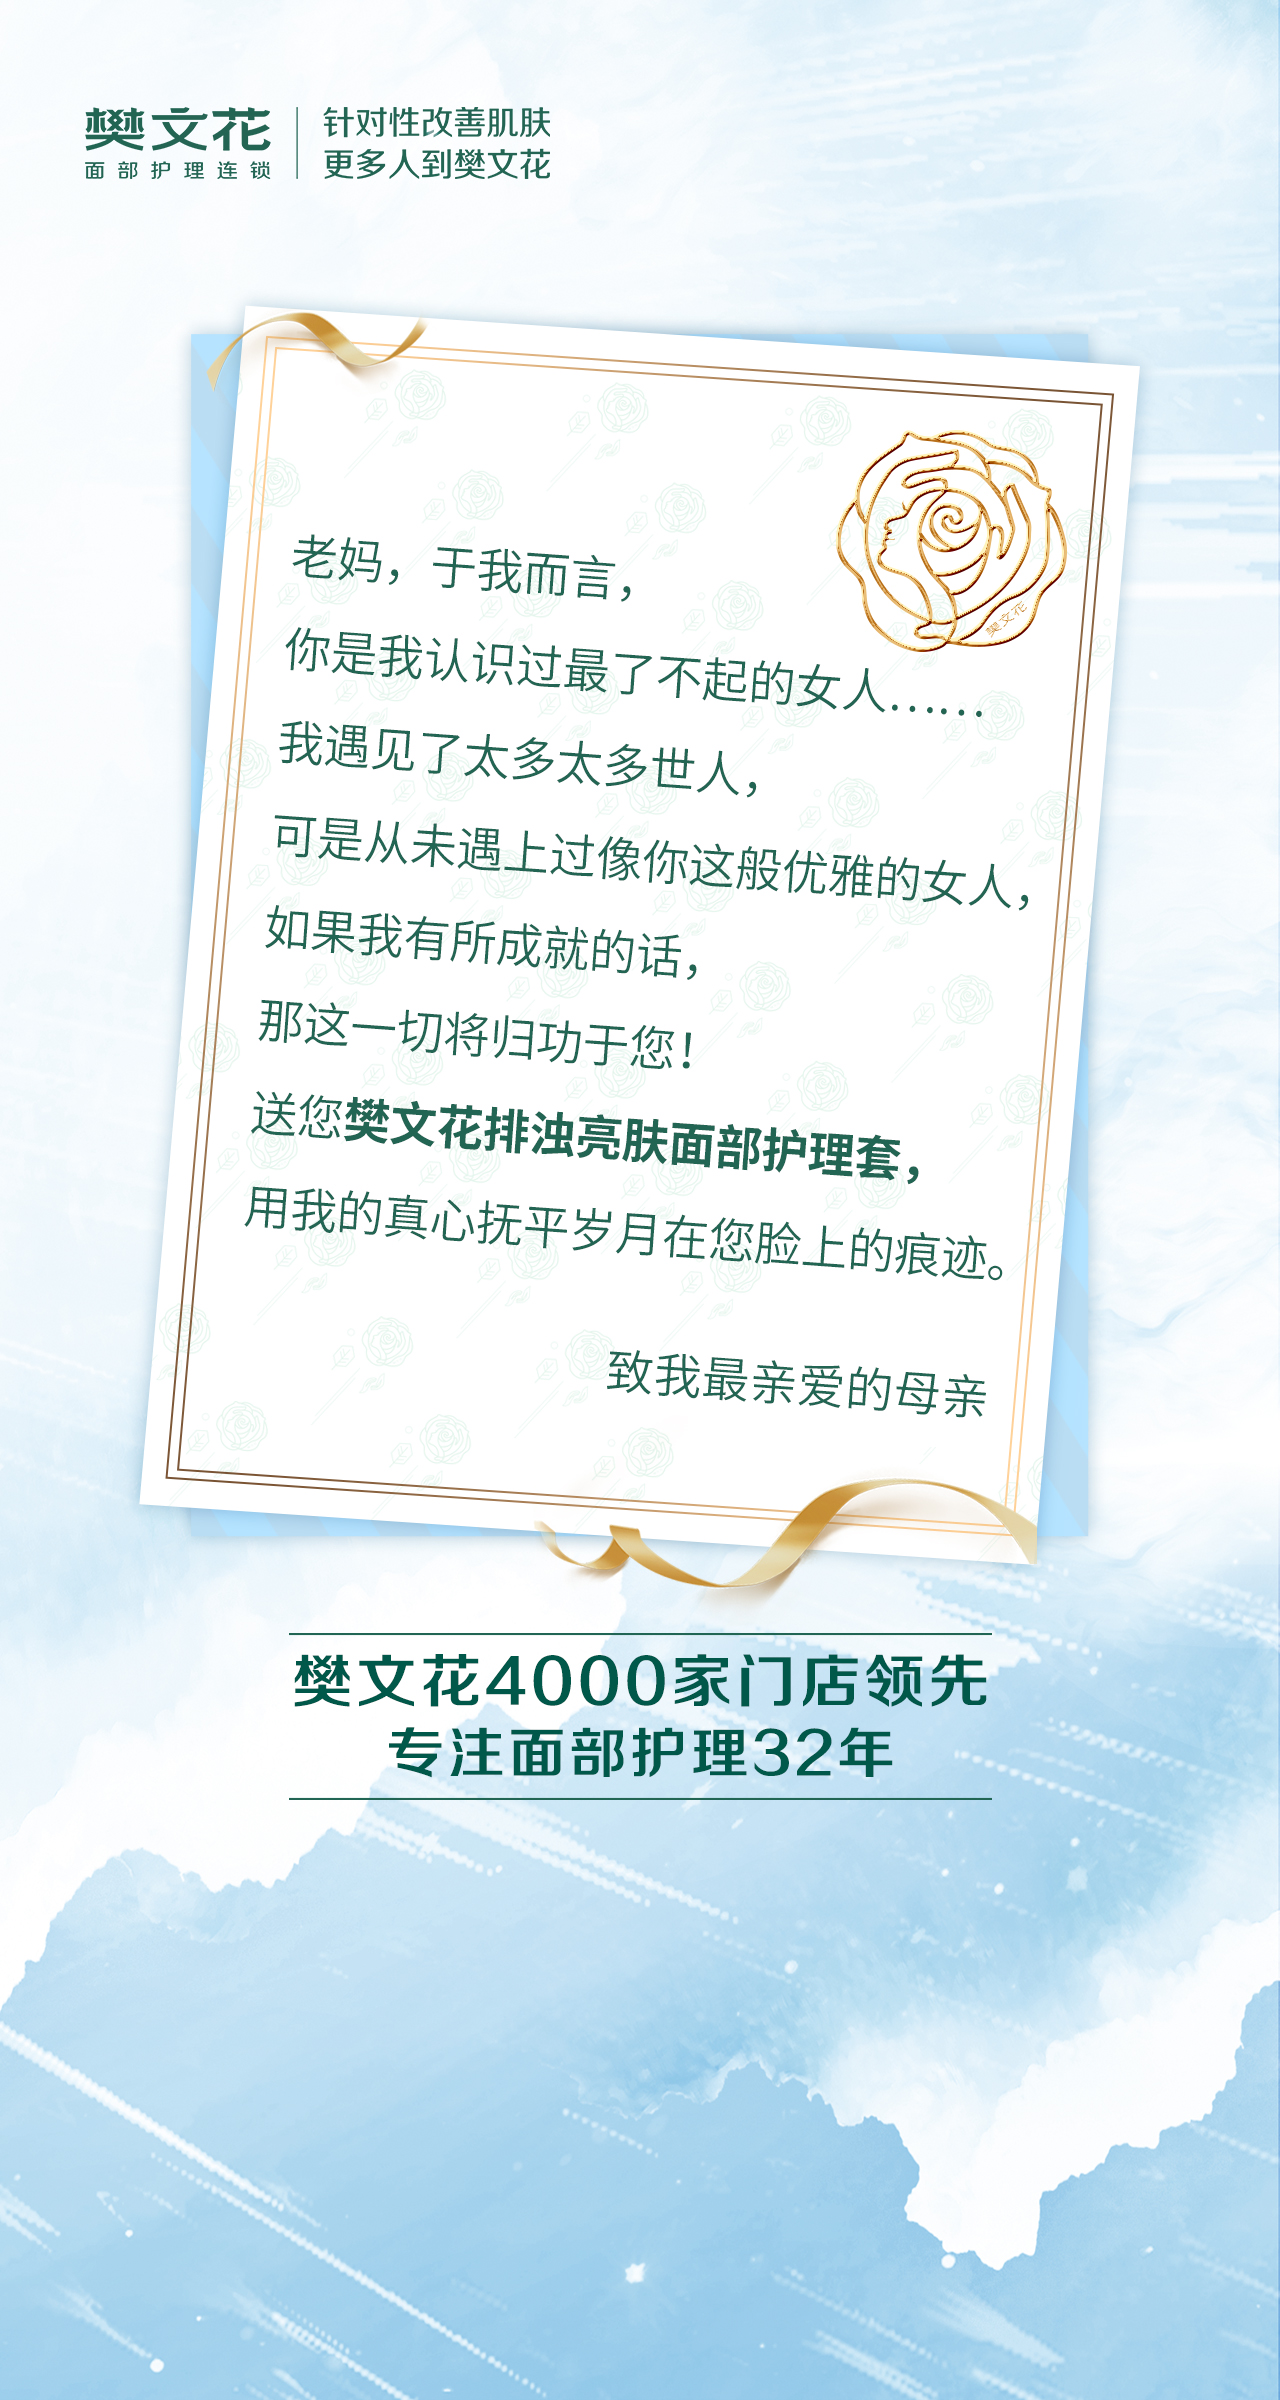 樊文花
面部护理连锁
针对性改善肌肤
更多人到樊文花
樊文花
老妈，于我而言，
你是我认识过最了不起的女人……
我遇见了太多太多世人，
可是从未遇上过像你这般优雅的女人，
如果我有所成就的话，
那这一切将归功于您！
送您樊文花排浊亮肤面部护理套，
用我的真心抚平岁月在您脸上的痕迹。
致我最亲爱的母亲
樊文花4000家门店领先
专注面部护理32年